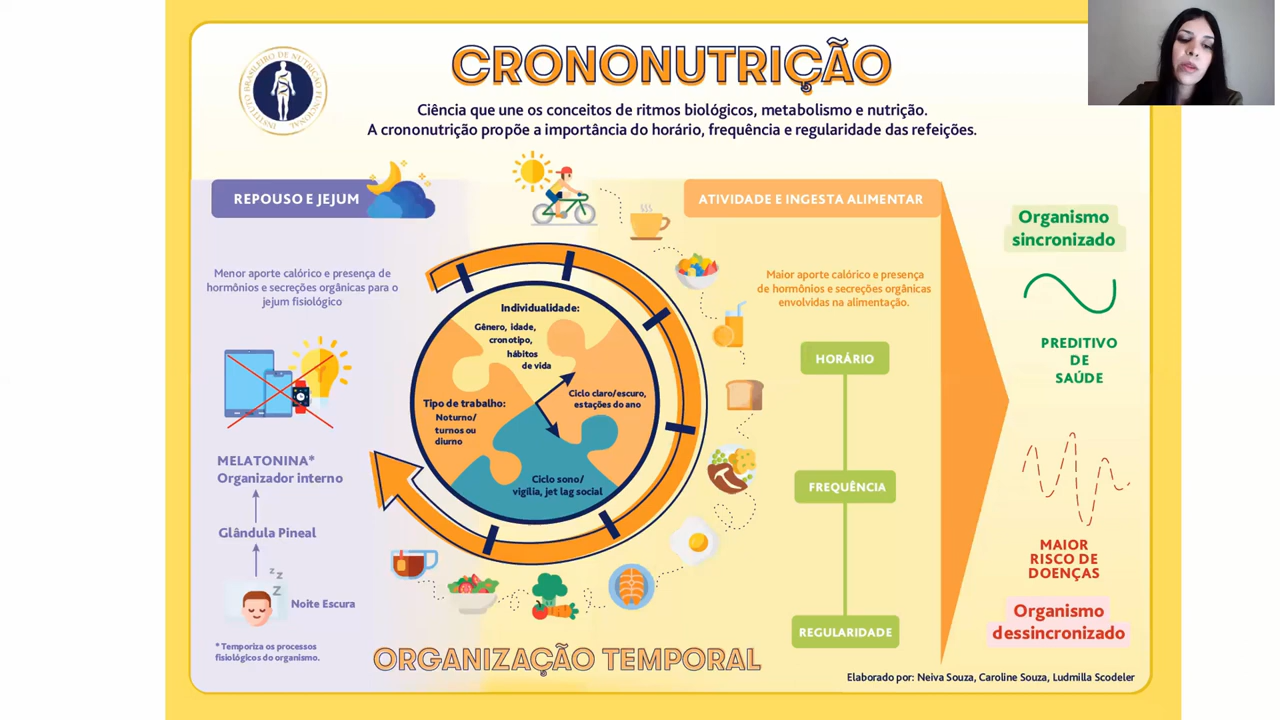 INSTITUTO BRASILEIRO DE NUTRIÇÃO FUNCIONAL
CRONONUTRIÇÃO
Ciência que une os conceitos de ritmos biológicos, metabolismo e nutrição.
A crononutrição propõe a importância do horário, frequência e regularidade das refeições.
REPOUSO E JEJUM
Menor aporte calórico e presença de
hormônios e secreções orgânicas para o
jejum fisiológico
MELATONINA*
Organizador interno
Glândula Pineal
z z
z
Noite Escura
* Temporiza os processos
fisiológicos do organismo.
Individualidade:
Gênero, idade,
cronotipo,
hábitos
de vida
Ciclo claro/escuro,
estações do ano
Tipo de trabalho:
Noturno/
turnos ou
diurno
Ciclo sono/
vigília, jet lag social
ORGANIZAÇÃO TEMPORAL
ATIVIDADE E INGESTA ALIMENTAR
Maior aporte calórico e presença
de hormônios e secreções orgânicas
envolvidas na alimentação.
HORÁRIO
FREQUÊNCIA
REGULARIDADE
Organismo
sincronizado
PREDITIVO
DE
SAÚDE
MAIOR
RISCO DE
DOENÇAS
Organismo
dessincronizado
Elaborado por: Neiva Souza, Caroline Souza, Ludmilla Scodeler